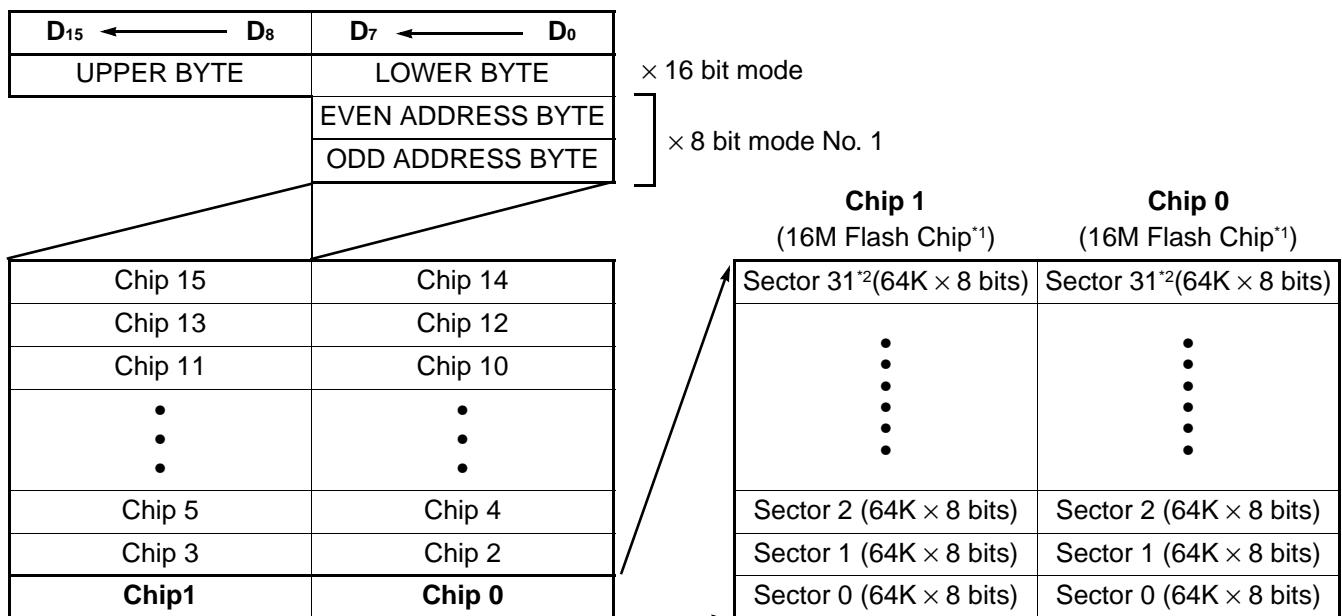 D15 D8 D7 D0
UPPER BYTE LOWER BYTE × 16 bit mode
EVEN ADDRESS BYTE
× 8 bit mode No. 1
ODD ADDRESS BYTE
Chip 1 Chip 0
(16M Flash Chip*1) (16M Flash Chip*1)
Chip 15 Chip 14 Sector 31*2(64K × 8 bits) Sector 31*2(64K × 8 bits)
Chip 13 Chip 12
Chip 11 Chip 10
Chip 5 Chip 4 Sector 2 (64K × 8 bits) Sector 2 (64K × 8 bits)
Chip 3 Chip 2 Sector 1 (64K × 8 bits) Sector 1 (64K × 8 bits)
Chip1 Chip 0 Sector 0 (64K × 8 bits) Sector 0 (64K × 8 bits)